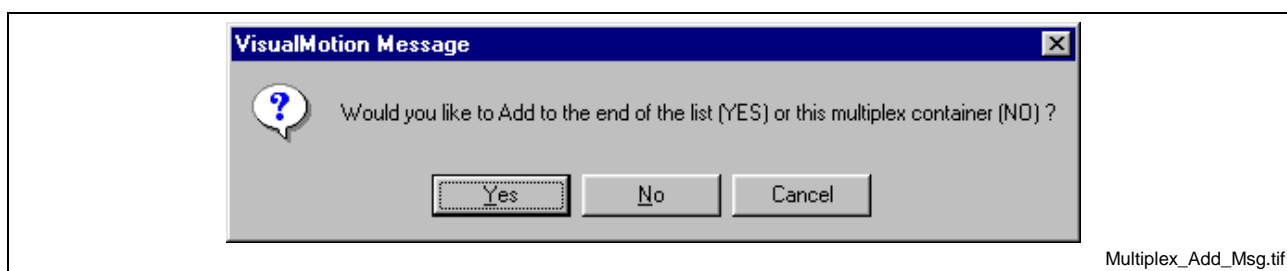 VisualMotion Message
Would you like to Add to the end of the list (YES) or this multiplex container (NO) ?
Yes No Cancel
Multiplex_Add_Msg.tif